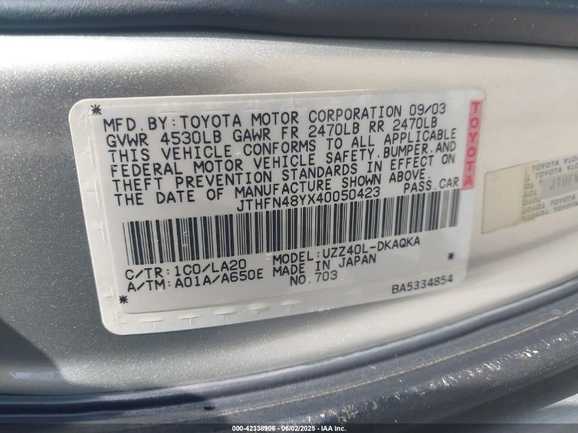 MFD. BY: TOYOTA MOTOR CORPORATION 09/03
GVWR 4530LB GAWR FR 2470LB RR 2470LB
THIS VEHICLE CONFORMS TO ALL APPLICABLE
FEDERAL MOTOR VEHICLE SAFETY, BUMPER, AND
THEFT PREVENTION STANDARDS IN EFFECT ON
THE DATE OF MANUFACTURE SHOWN ABOVE.
JTHFN48YX40050423 PASS.CAR
TOYOTA
C/TR: 1C0/LA20 MODEL: UZZ40L-DKAQKA
A/TM: A01A/A650E MADE IN JAPAN
NO. 703
BA5334854
000-42338906 - 06/02/2025 - IAA